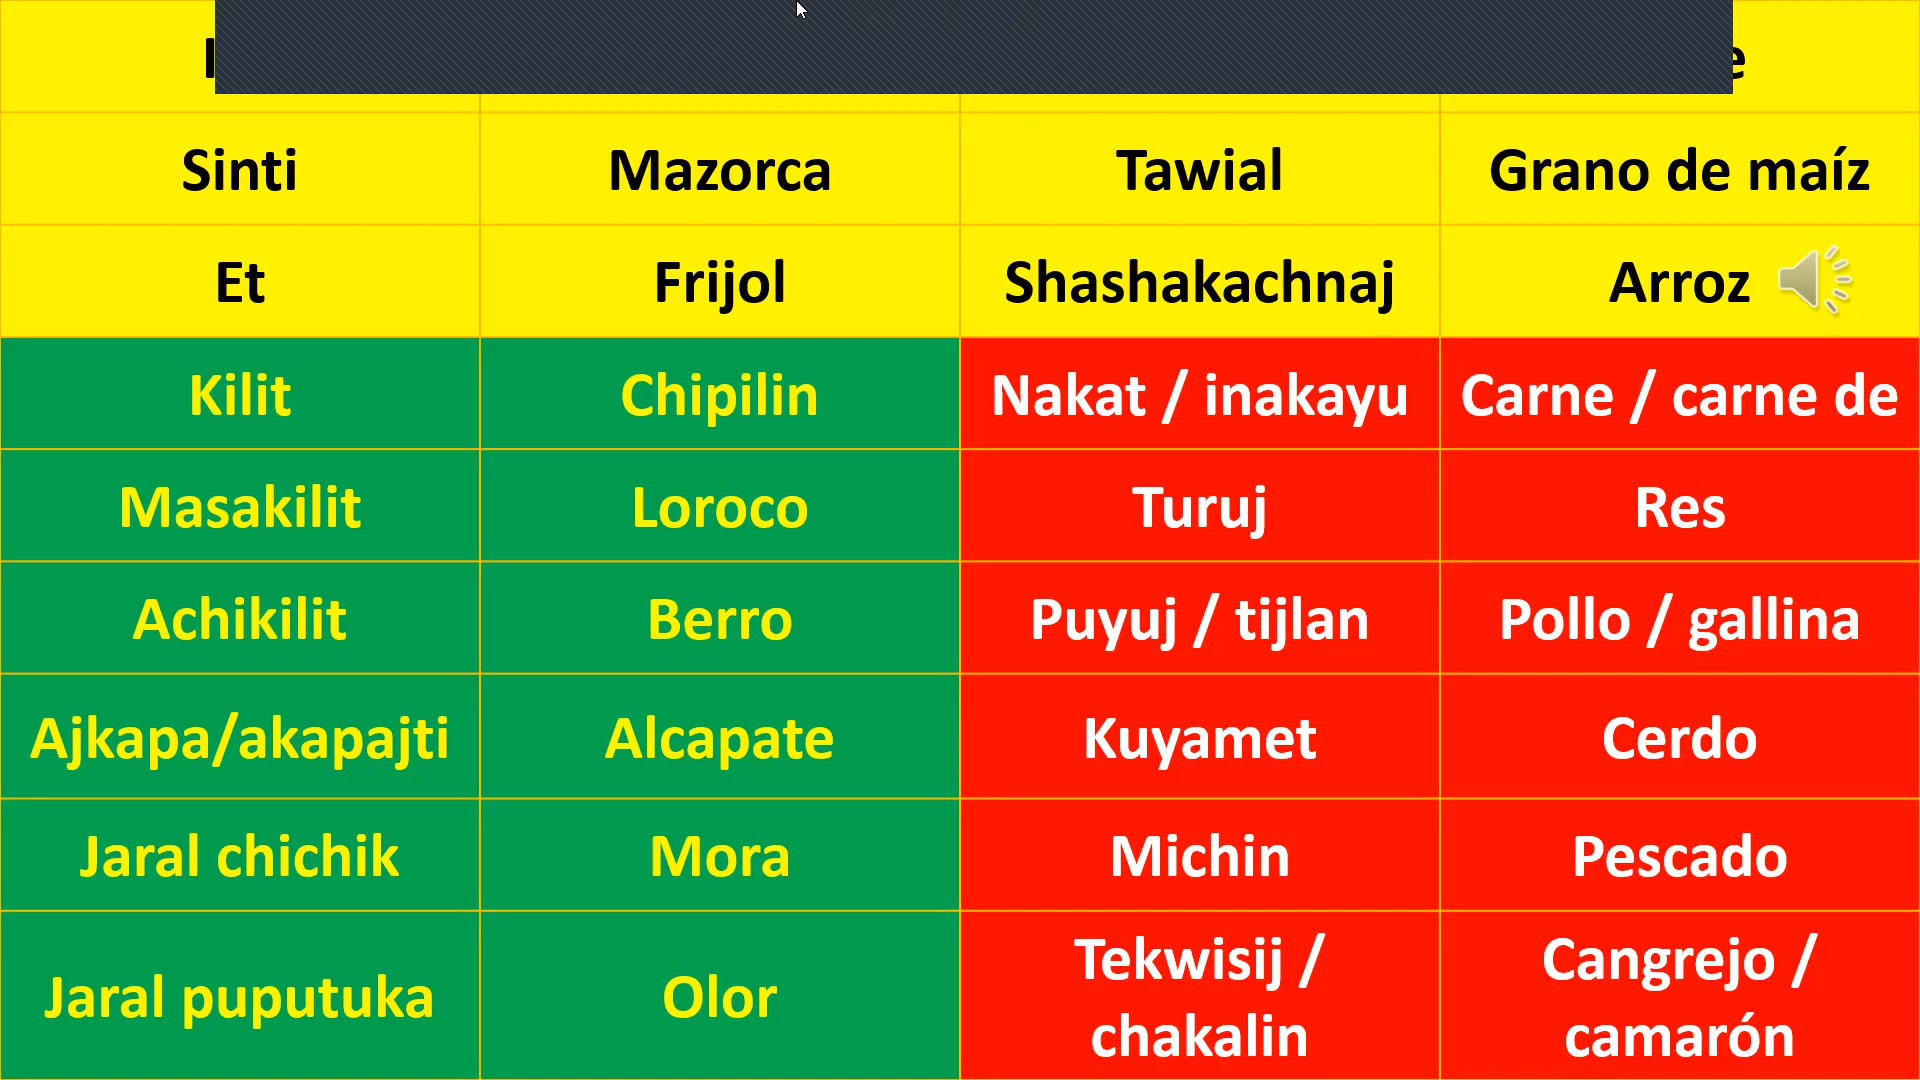 Sinti Mazorca Tawial Grano de maíz
Et Frijol Shashakachnaj Arroz
Kilit Chipilin Nakat / inakayu Carne / carne de
Masakilit Loroco Turuj Res
Achikilit Berro Puyuj / tijlan Pollo / gallina
Ajkapa/akapajti Alcapate Kuyamet Cerdo
Jaral chichik Mora Michin Pescado
Jaral puputuka Olor Tekwisij / chakalin Cangrejo / camarón